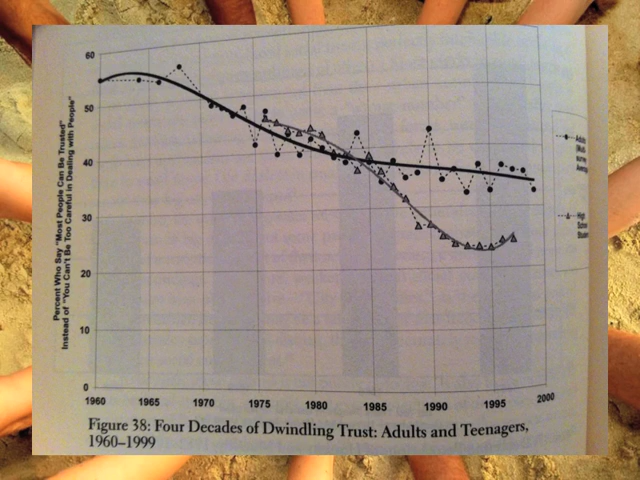 Percent Who Say "Most People Can Be Trusted"
Instead of "You Can't Be Too Careful in Dealing with People"
60
50
40
30
20
10
0
1960 1965 1970 1975 1980 1985 1990 1995 2000
High
Figure 38: Four Decades of Dwindling Trust: Adults and Teenagers,
1960–1999